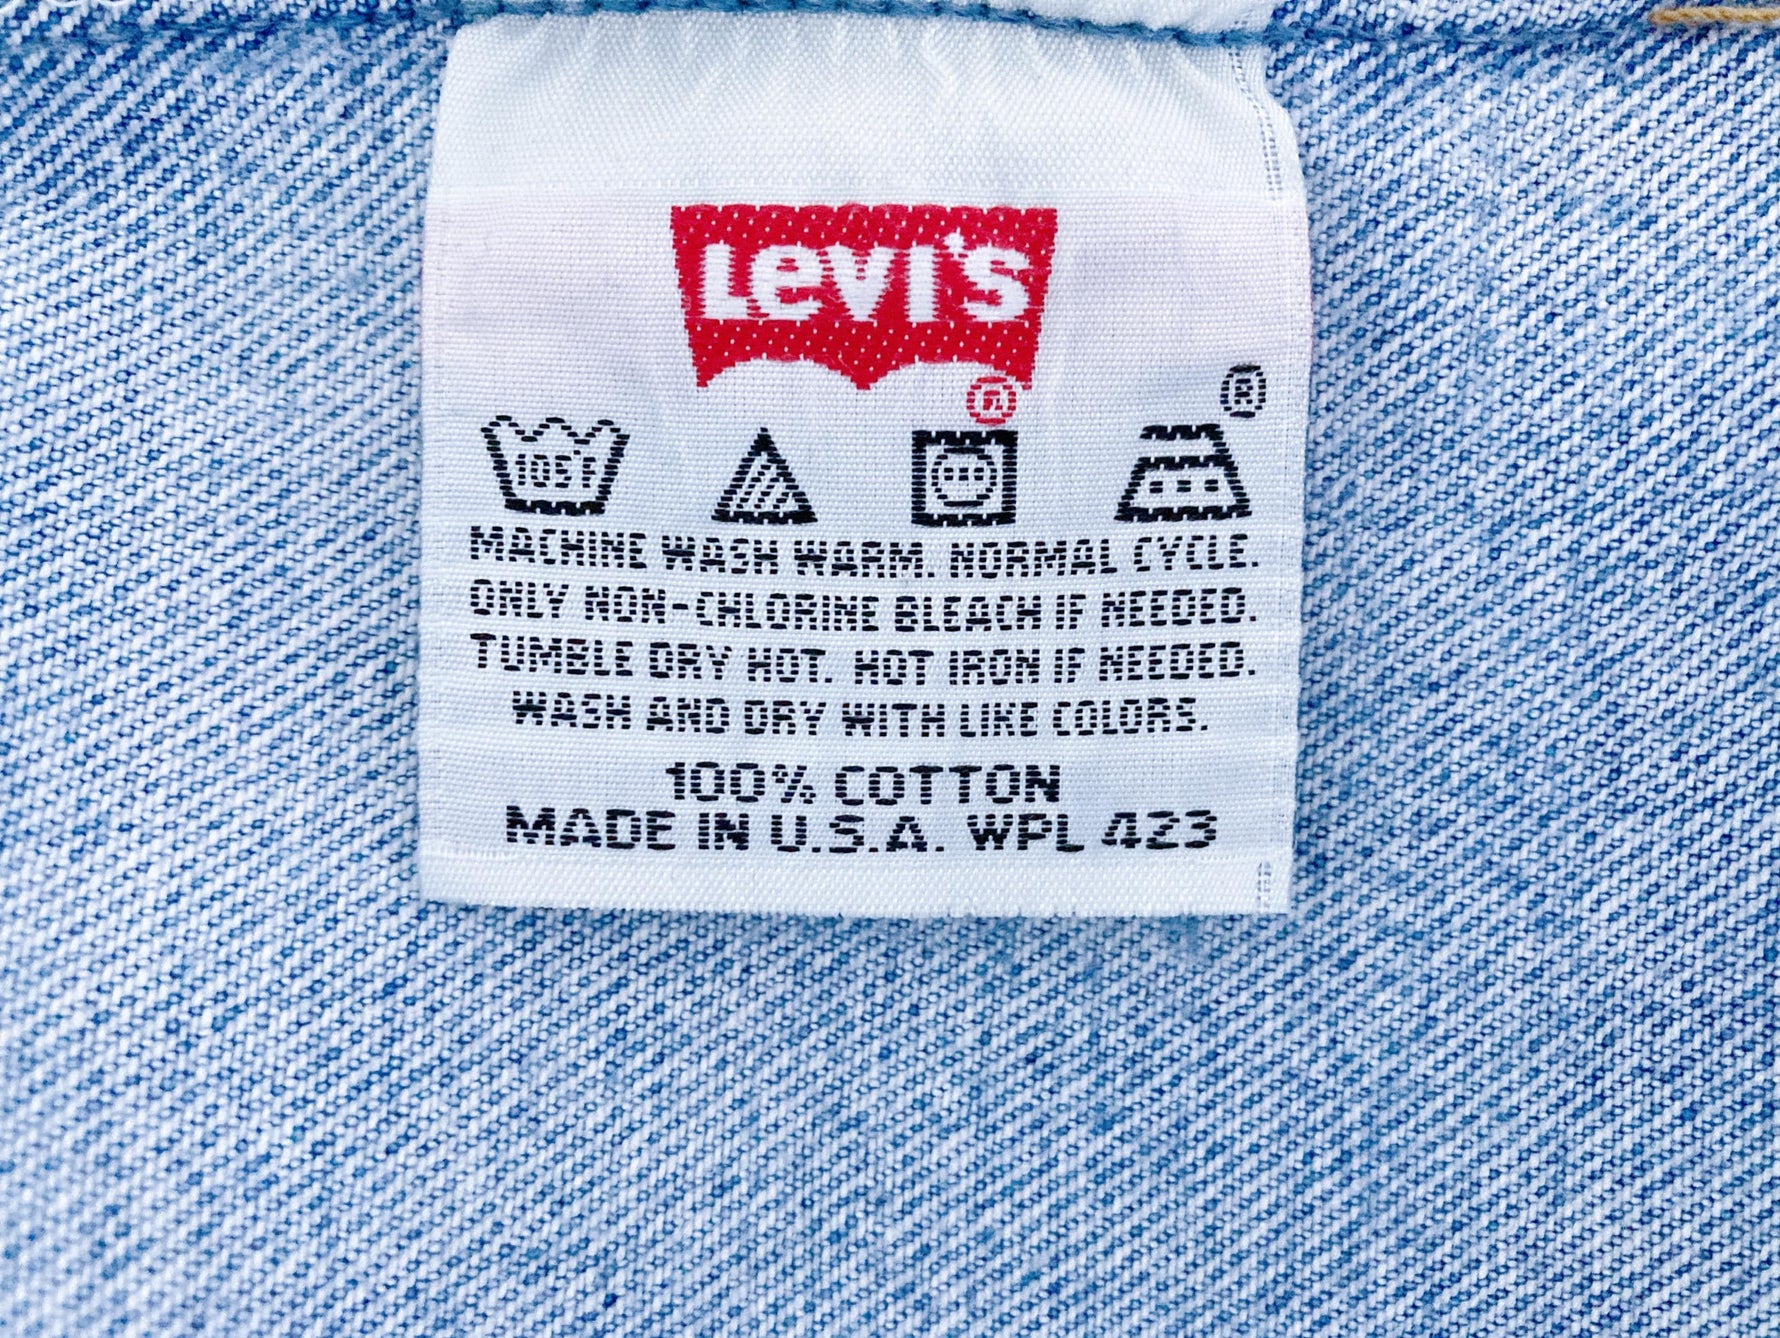 Levi's
®
®
105°F
MACHINE WASH WARM. NORMAL CYCLE.
ONLY NON-CHLORINE BLEACH IF NEEDED.
TUMBLE DRY HOT. HOT IRON IF NEEDED.
WASH AND DRY WITH LIKE COLORS.
100% COTTON
MADE IN U.S.A. WPL 423